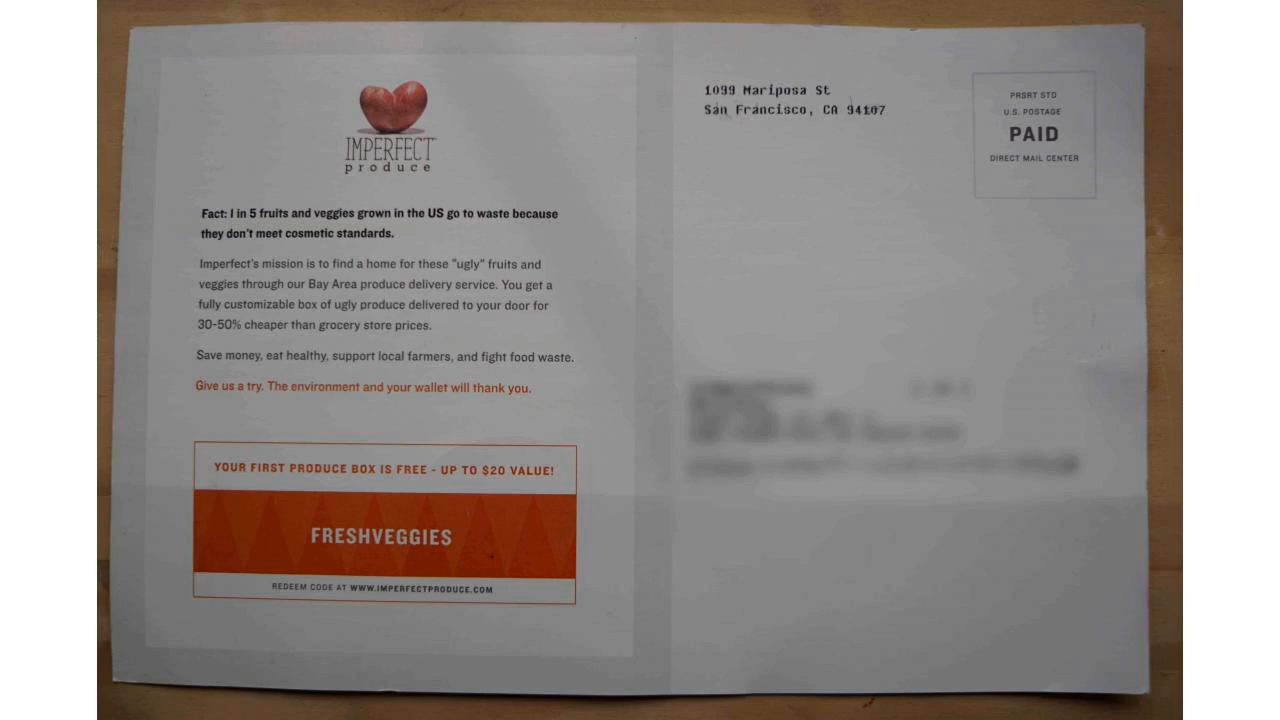 IMPERFECT
produce
Fact: 1 in 5 fruits and veggies grown in the US go to waste because
they don't meet cosmetic standards.
Imperfect's mission is to find a home for these "ugly" fruits and
veggies through our Bay Area produce delivery service. You get a
fully customizable box of ugly produce delivered to your door for
30-50% cheaper than grocery store prices.
Save money, eat healthy, support local farmers, and fight food waste.
Give us a try. The environment and your wallet will thank you.
YOUR FIRST PRODUCE BOX IS FREE - UP TO $20 VALUE!
FRESHVEGGIES
REDEEM CODE AT WWW.IMPERFECTPRODUCE.COM
1099 Mariposa St
San Francisco, CA 94107
PRSRT STD
U.S. POSTAGE
PAID
DIRECT MAIL CENTER